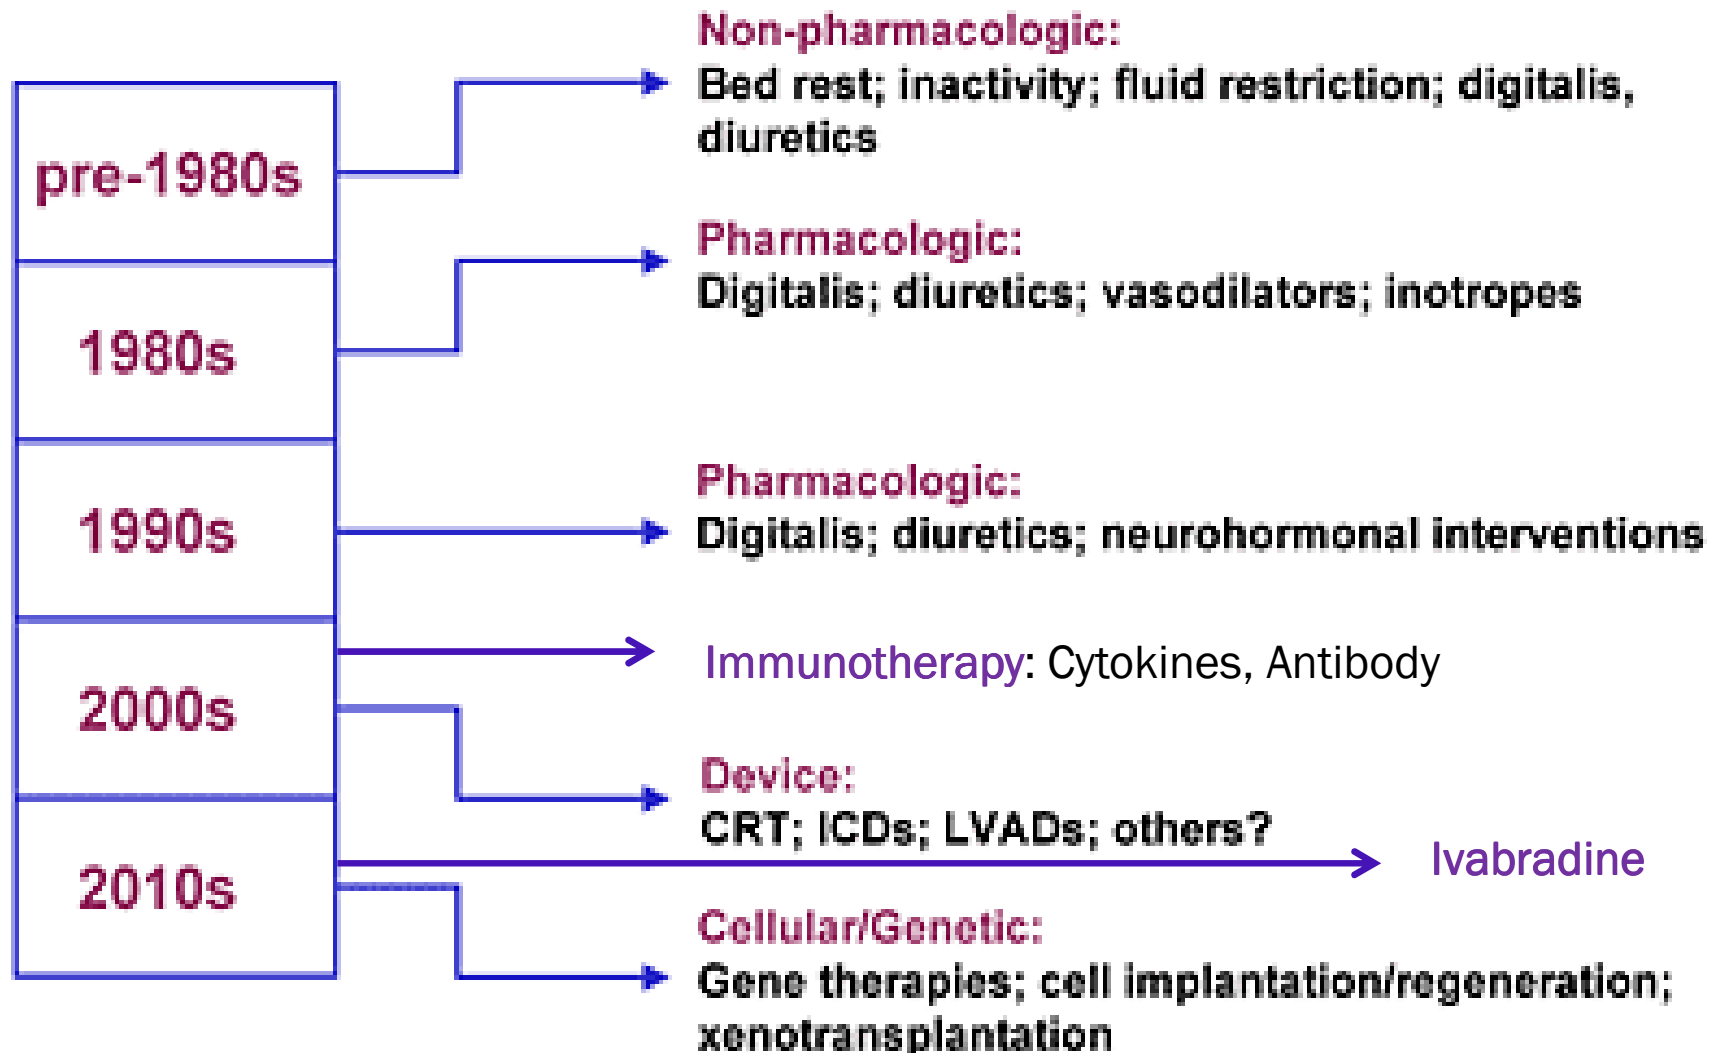 Non-pharmacologic:
Bed rest; inactivity; fluid restriction; digitalis,
diuretics
pre-1980s
Pharmacologic:
Digitalis; diuretics; vasodilators; inotropes
1980s
Pharmacologic:
Digitalis; diuretics; neurohormonal interventions
1990s
Immunotherapy: Cytokines, Antibody
2000s
Device:
CRT; ICDs; LVADs; others?
Ivabradine
2010s
Cellular/Genetic:
Gene therapies; cell implantation/regeneration;
xenotransplantation